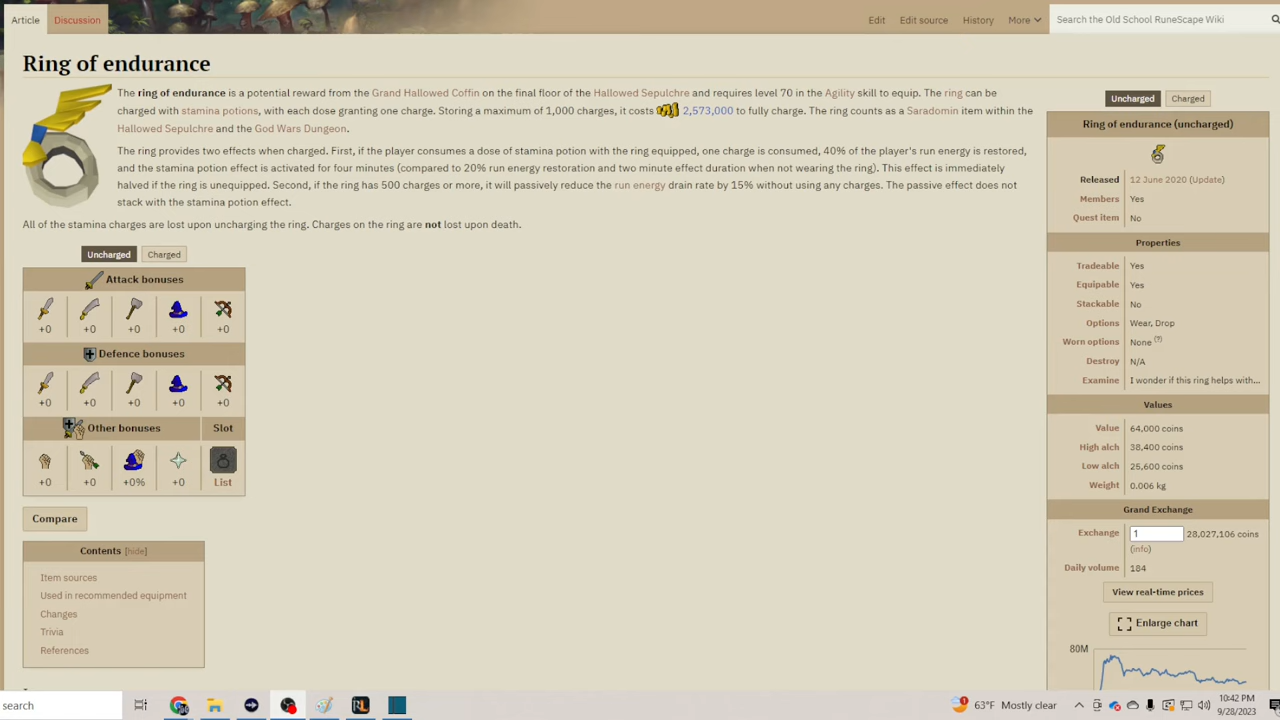 Article
Discussion
Edit
Edit source
History
More
Search the Old School RuneScape Wiki
Ring of endurance
The ring of endurance is a potential reward from the Grand Hallowed Coffin on the final floor of the Hallowed Sepulchre and requires level 70 in the Agility skill to equip. The ring can be
charged with stamina potions, with each dose granting one charge. Storing a maximum of 1,000 charges, it costs 2,573,000 to fully charge. The ring counts as a Saradomin item within the
Hallowed Sepulchre and the God Wars Dungeon.
The ring provides two effects when charged. First, if the player consumes a dose of stamina potion with the ring equipped, one charge is consumed, 40% of the player's run energy is restored,
and the stamina potion effect is activated for four minutes (compared to 20% run energy restoration and two minute effect duration when not wearing the ring). This effect is immediately
halved if the ring is unequipped. Second, if the ring has 500 charges or more, it will passively reduce the run energy drain rate by 15% without using any charges. The passive effect does not
stack with the stamina potion effect.
All of the stamina charges are lost upon uncharging the ring. Charges on the ring are not lost upon death.
Uncharged Charged
Attack bonuses
+0 +0 +0 +0 +0
Defence bonuses
+0 +0 +0 +0 +0
Other bonuses Slot
+0 +0 +0% +0 List
Compare
Contents [hide]
Item sources
Used in recommended equipment
Changes
Trivia
References
Uncharged Charged
Ring of endurance (uncharged)
Released 12 June 2020 (Update)
Members Yes
Quest item No
Properties
Tradeable Yes
Equipable Yes
Stackable No
Options Wear, Drop
Worn options None (?)
Destroy N/A
Examine I wonder if this ring helps with...
Values
Value 64,000 coins
High alch 38,400 coins
Low alch 25,600 coins
Weight 0.006 kg
Grand Exchange
Exchange 1 28,027,106 coins
(info)
Daily volume 184
View real-time prices
Enlarge chart
80M
search
RL
63°F Mostly clear
10:42 PM
9/28/2023